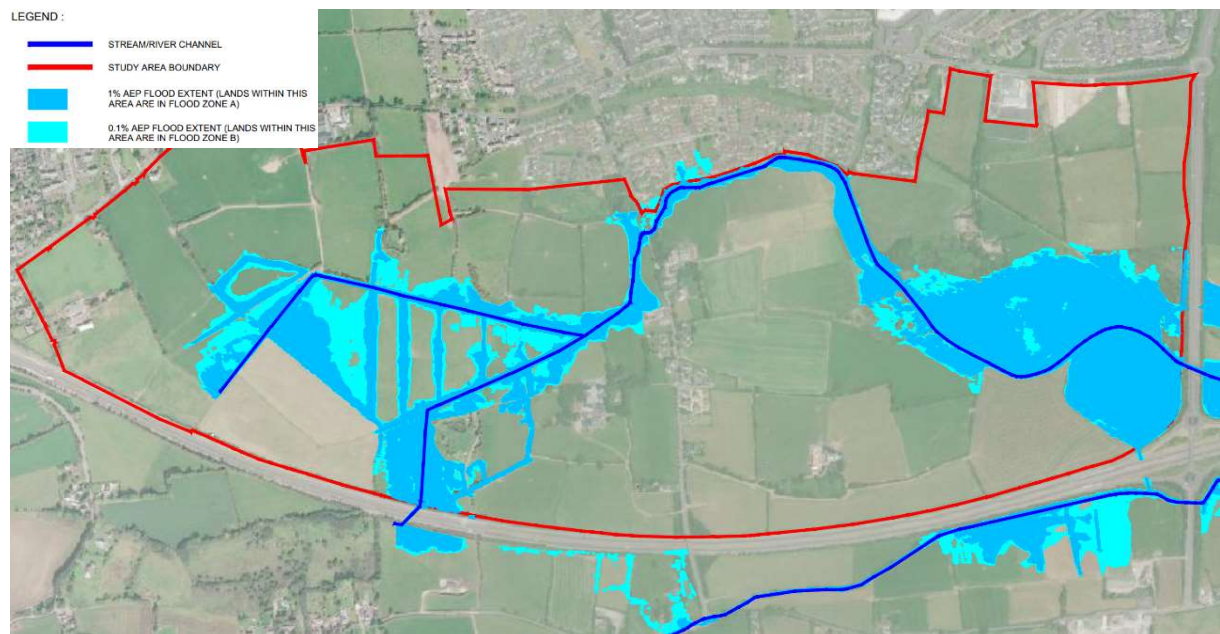 LEGEND :
STREAM/RIVER CHANNEL
STUDY AREA BOUNDARY
1% AEP FLOOD EXTENT (LANDS WITHIN THIS
AREA ARE IN FLOOD ZONE A)
0.1% AEP FLOOD EXTENT (LANDS WITHIN THIS
AREA ARE IN FLOOD ZONE B)